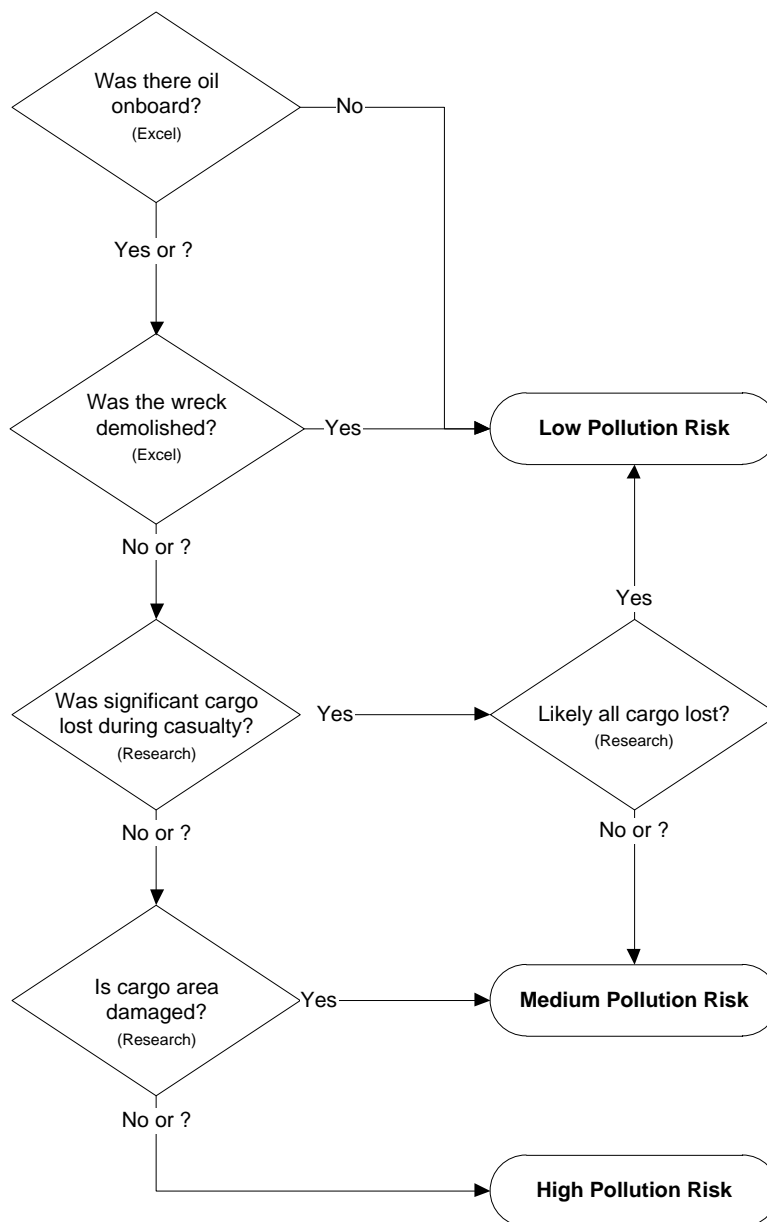 Was there oil
onboard?
(Excel)
No
Yes or ?
Was the wreck
demolished?
(Excel)
Yes
Low Pollution Risk
No or ?
Yes
Was significant cargo
lost during casualty?
(Research)
Yes
Likely all cargo lost?
(Research)
No or ?
No or ?
Is cargo area
damaged?
(Research)
Yes
Medium Pollution Risk
No or ?
High Pollution Risk